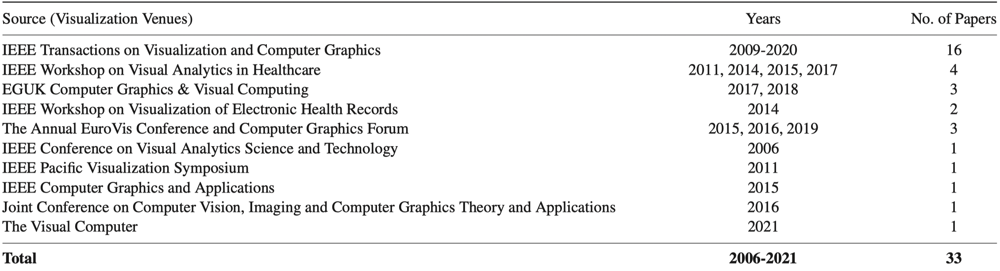 Source (Visualization Venues) Years No. of Papers
IEEE Transactions on Visualization and Computer Graphics 2009-2020 16
IEEE Workshop on Visual Analytics in Healthcare 2011, 2014, 2015, 2017 4
EGUK Computer Graphics & Visual Computing 2017, 2018 3
IEEE Workshop on Visualization of Electronic Health Records 2014 2
The Annual EuroVis Conference and Computer Graphics Forum 2015, 2016, 2019 3
IEEE Conference on Visual Analytics Science and Technology 2006 1
IEEE Pacific Visualization Symposium 2011 1
IEEE Computer Graphics and Applications 2015 1
Joint Conference on Computer Vision, Imaging and Computer Graphics Theory and Applications 2016 1
The Visual Computer 2021 1
Total 2006-2021 33